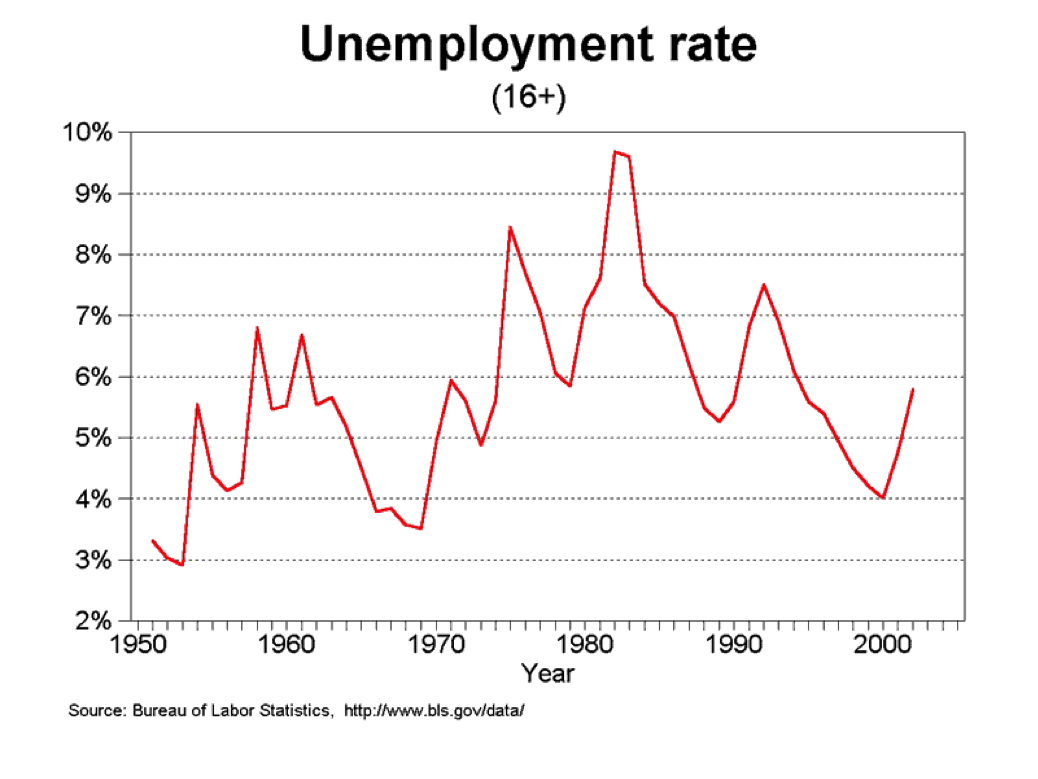 Unemployment rate
(16+)
10%
9%
8%
7%
6%
5%
4%
3%
2%
1950 1960 1970 1980 1990 2000
Year
Source: Bureau of Labor Statistics, http://www.bls.gov/data/